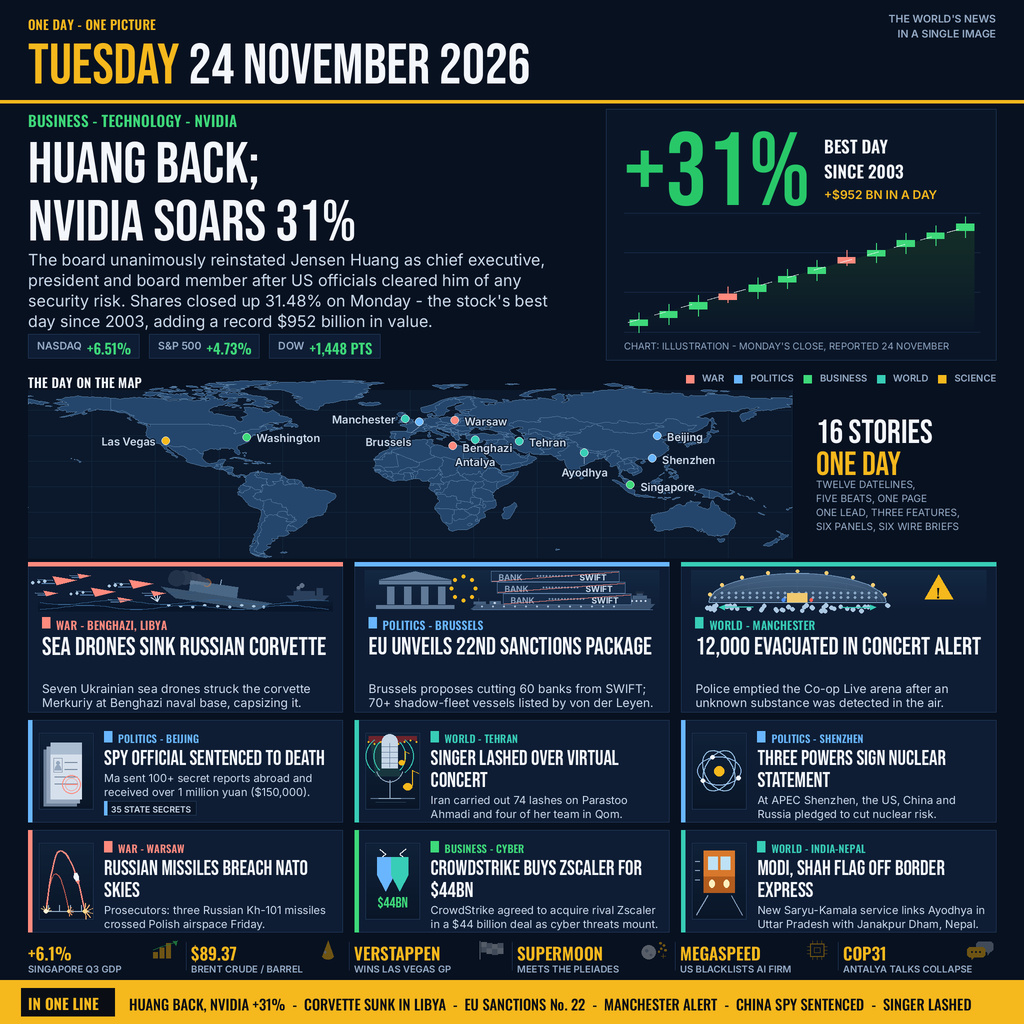 ONE DAY - ONE PICTURE
THE WORLD'S NEWS
IN A SINGLE IMAGE
TUESDAY 24 NOVEMBER 2026
BUSINESS - TECHNOLOGY - NVIDIA
HUANG BACK;
NVIDIA SOARS 31%
The board unanimously reinstated Jensen Huang as chief executive,
president and board member after US officials cleared him of any
security risk. Shares closed up 31.48% on Monday - the stock's best
day since 2003, adding a record $952 billion in value.
NASDAQ +6.51%
S&P 500 +4.73%
DOW +1,448 PTS
+31%
BEST DAY
SINCE 2003
+$952 BN IN A DAY
CHART: ILLUSTRATION - MONDAY'S CLOSE, REPORTED 24 NOVEMBER
THE DAY ON THE MAP
WAR
POLITICS
BUSINESS
WORLD
SCIENCE
Las Vegas
Washington
Manchester
Brussels
Warsaw
Benghazi
Antalya
Tehran
Ayodhya
Beijing
Shenzhen
Singapore
16 STORIES
ONE DAY
TWELVE DATELINES,
FIVE BEATS, ONE PAGE
ONE LEAD, THREE FEATURES,
SIX PANELS, SIX WIRE BRIEFS
WAR - BENGHAZI, LIBYA
SEA DRONES SINK RUSSIAN CORVETTE
Seven Ukrainian sea drones struck the corvette
Merkuriy at Benghazi naval base, capsizing it.
BANK SWIFT
BANK SWIFT
BANK SWIFT
POLITICS - BRUSSELS
EU UNVEILS 22ND SANCTIONS PACKAGE
Brussels proposes cutting 60 banks from SWIFT;
70+ shadow-fleet vessels listed by von der Leyen.
!
WORLD - MANCHESTER
12,000 EVACUATED IN CONCERT ALERT
Police emptied the Co-op Live arena after an
unknown substance was detected in the air.
POLITICS - BEIJING
SPY OFFICIAL SENTENCED TO DEATH
Ma sent 100+ secret reports abroad and
received over 1 million yuan ($150,000).
35 STATE SECRETS
WORLD - TEHRAN
SINGER LASHED OVER VIRTUAL
CONCERT
Iran carried out 74 lashes on Parastoo
Ahmadi and four of her team in Qom.
POLITICS - SHENZHEN
THREE POWERS SIGN NUCLEAR
STATEMENT
At APEC Shenzhen, the US, China and
Russia pledged to cut nuclear risk.
WAR - WARSAW
RUSSIAN MISSILES BREACH NATO
SKIES
Prosecutors: three Russian Kh-101 missiles
crossed Polish airspace Friday.
$44BN
BUSINESS - CYBER
CROWDSTRIKE BUYS ZSCALER FOR
$44BN
CrowdStrike agreed to acquire rival Zscaler
in a $44 billion deal as cyber threats mount.
WORLD - INDIA-NEPAL
MODI, SHAH FLAG OFF BORDER
EXPRESS
New Saryu-Kamala service links Ayodhya in
Uttar Pradesh with Janakpur Dham, Nepal.
+6.1%
SINGAPORE Q3 GDP
$89.37
BRENT CRUDE / BARREL
VERSTAPPEN
WINS LAS VEGAS GP
SUPERMOON
MEETS THE PLEIADES
MEGASPEED
US BLACKLISTS AI FIRM
COP31
ANTALYA TALKS COLLAPSE
IN ONE LINE
HUANG BACK, NVIDIA +31% - CORVETTE SUNK IN LIBYA - EU SANCTIONS No. 22 - MANCHESTER ALERT - CHINA SPY SENTENCED - SINGER LASHED